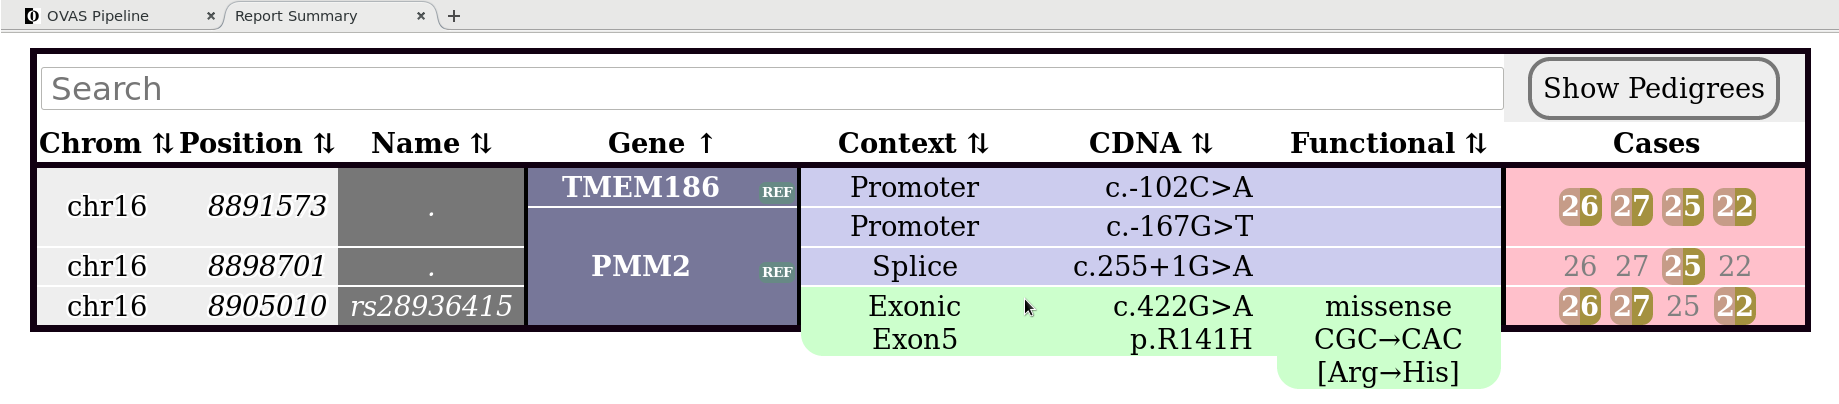 OVAS Pipeline × Report Summary × +
Search Show Pedigrees
Chrom ⇅ Position ⇅ Name ⇅ Gene ↑ Context ⇅ CDNA ⇅ Functional ⇅ Cases
chr16 8891573 . TMEM186 REF Promoter c.-102C>A 26 27 25 22
PMM2 REF Promoter c.-167G>T
chr16 8898701 . Splice c.255+1G>A 26 27 25 22
chr16 8905010 rs28936415 Exonic c.422G>A missense 26 27 25 22
Exon5 p.R141H CGC→CAC
[Arg→His]